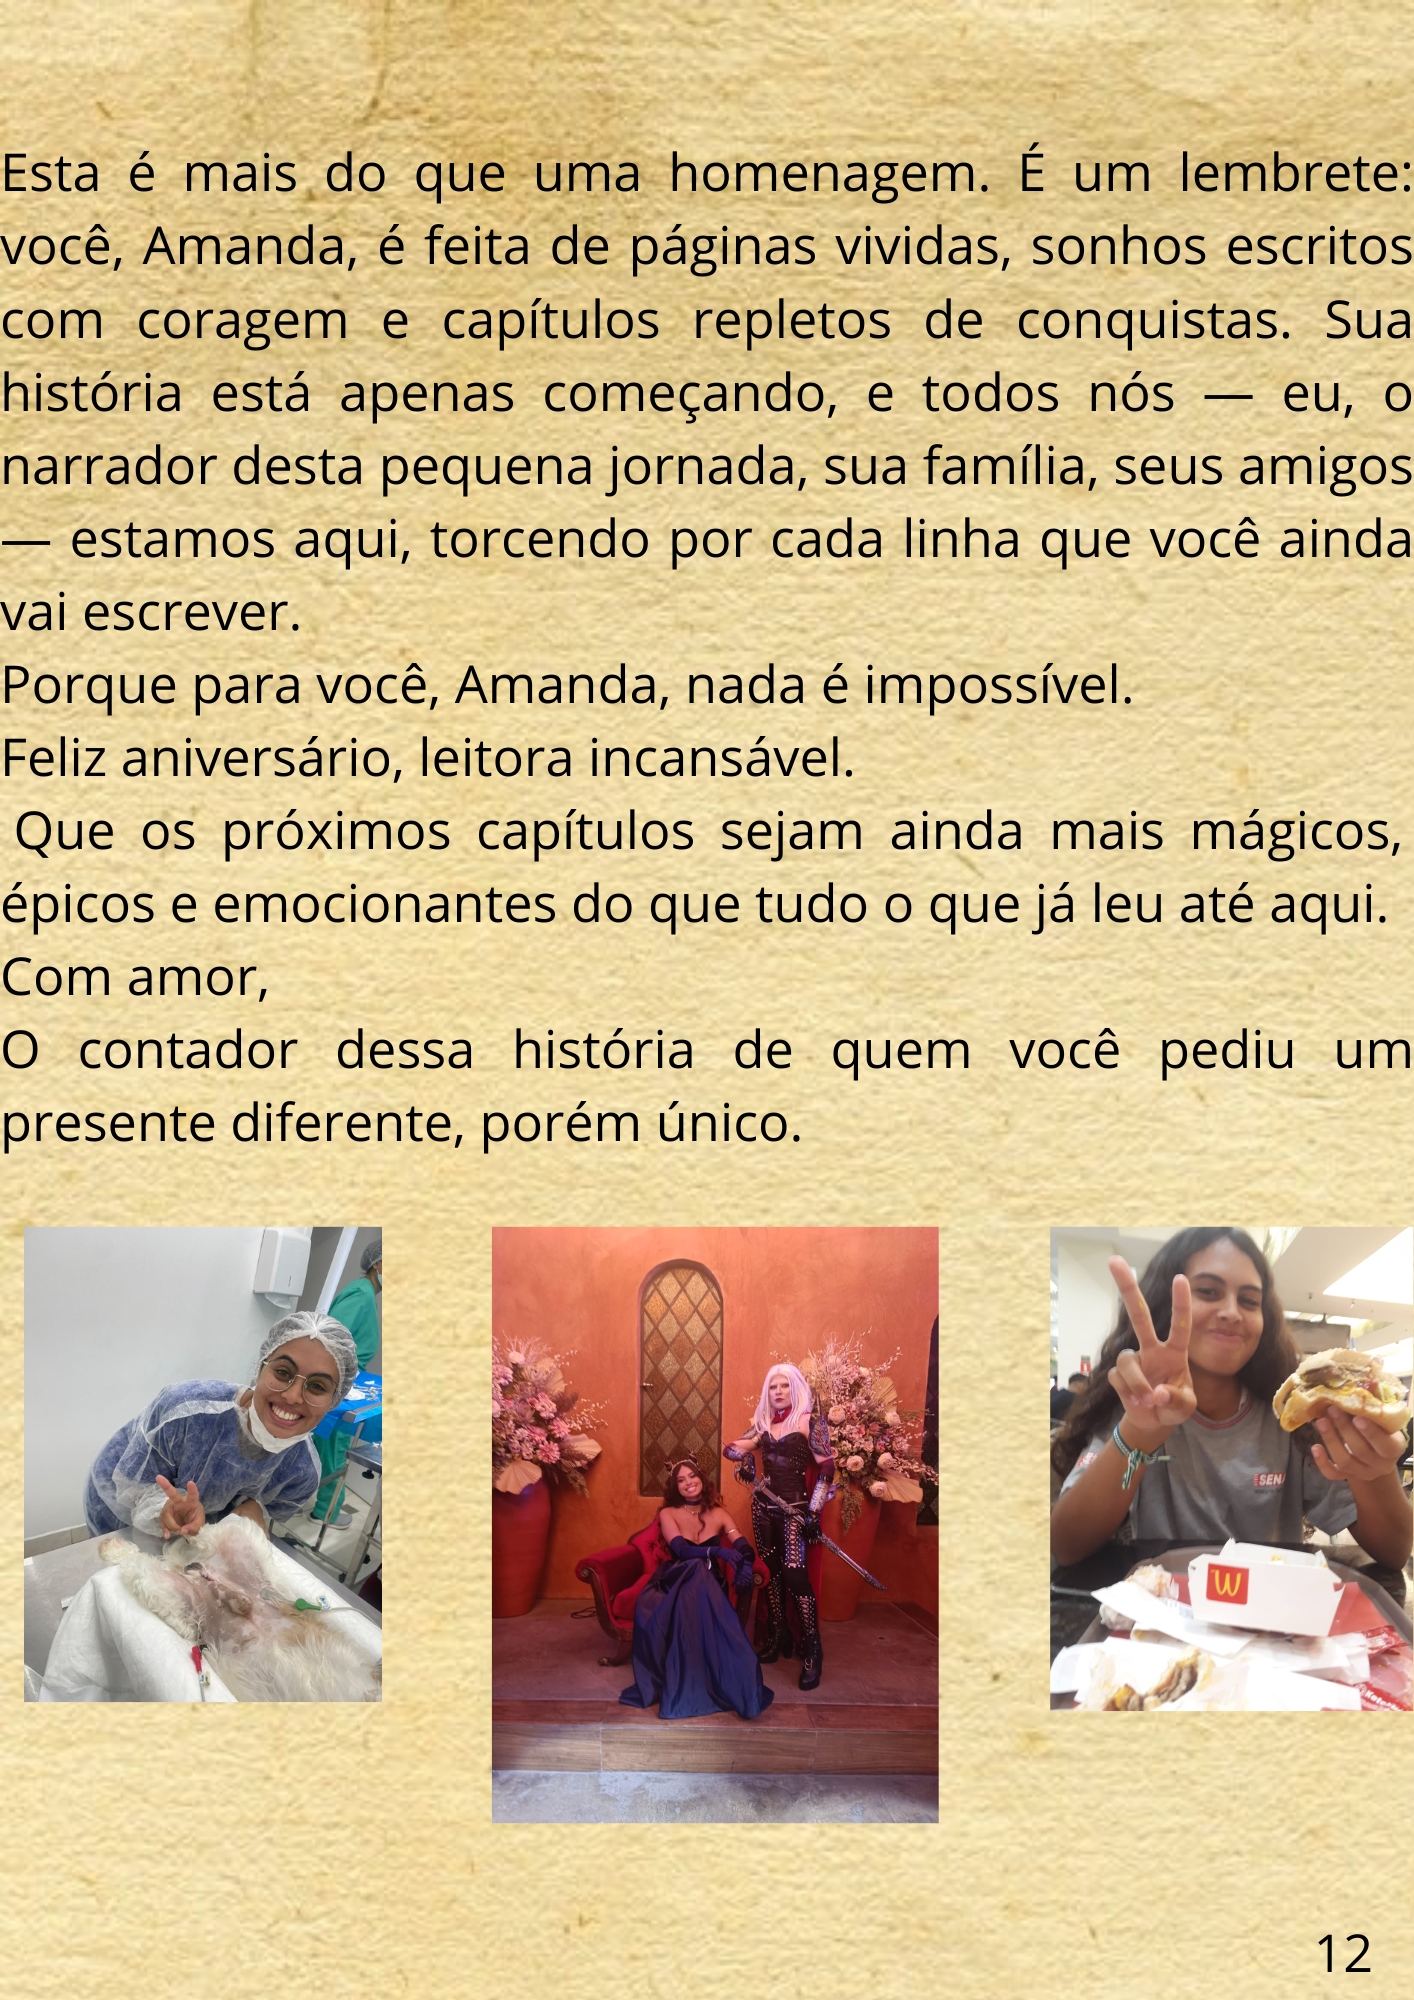 Esta é mais do que uma homenagem. É um lembrete:
você, Amanda, é feita de páginas vividas, sonhos escritos
com coragem e capítulos repletos de conquistas. Sua
história está apenas começando, e todos nós — eu, o
narrador desta pequena jornada, sua família, seus amigos
— estamos aqui, torcendo por cada linha que você ainda
vai escrever.
Porque para você, Amanda, nada é impossível.
Feliz aniversário, leitora incansável.
Que os próximos capítulos sejam ainda mais mágicos,
épicos e emocionantes do que tudo o que já leu até aqui.
Com amor,
O contador dessa história de quem você pediu um
presente diferente, porém único.
12